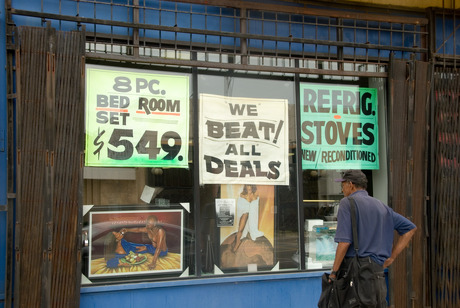 8 PC.
BED ROOM
SET
$549.
WE
BEAT!
ALL
DEALS
REFRIG.
STOVES
NEW/RECONDITIONED